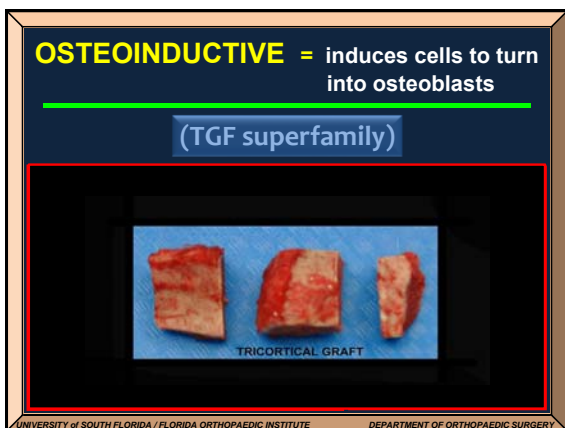 OSTEOINDUCTIVE = induces cells to turn
into osteoblasts
(TGF superfamily)
TRICORTICAL GRAFT
UNIVERSITY of SOUTH FLORIDA / FLORIDA ORTHOPAEDIC INSTITUTE DEPARTMENT OF ORTHOPAEDIC SURGERY